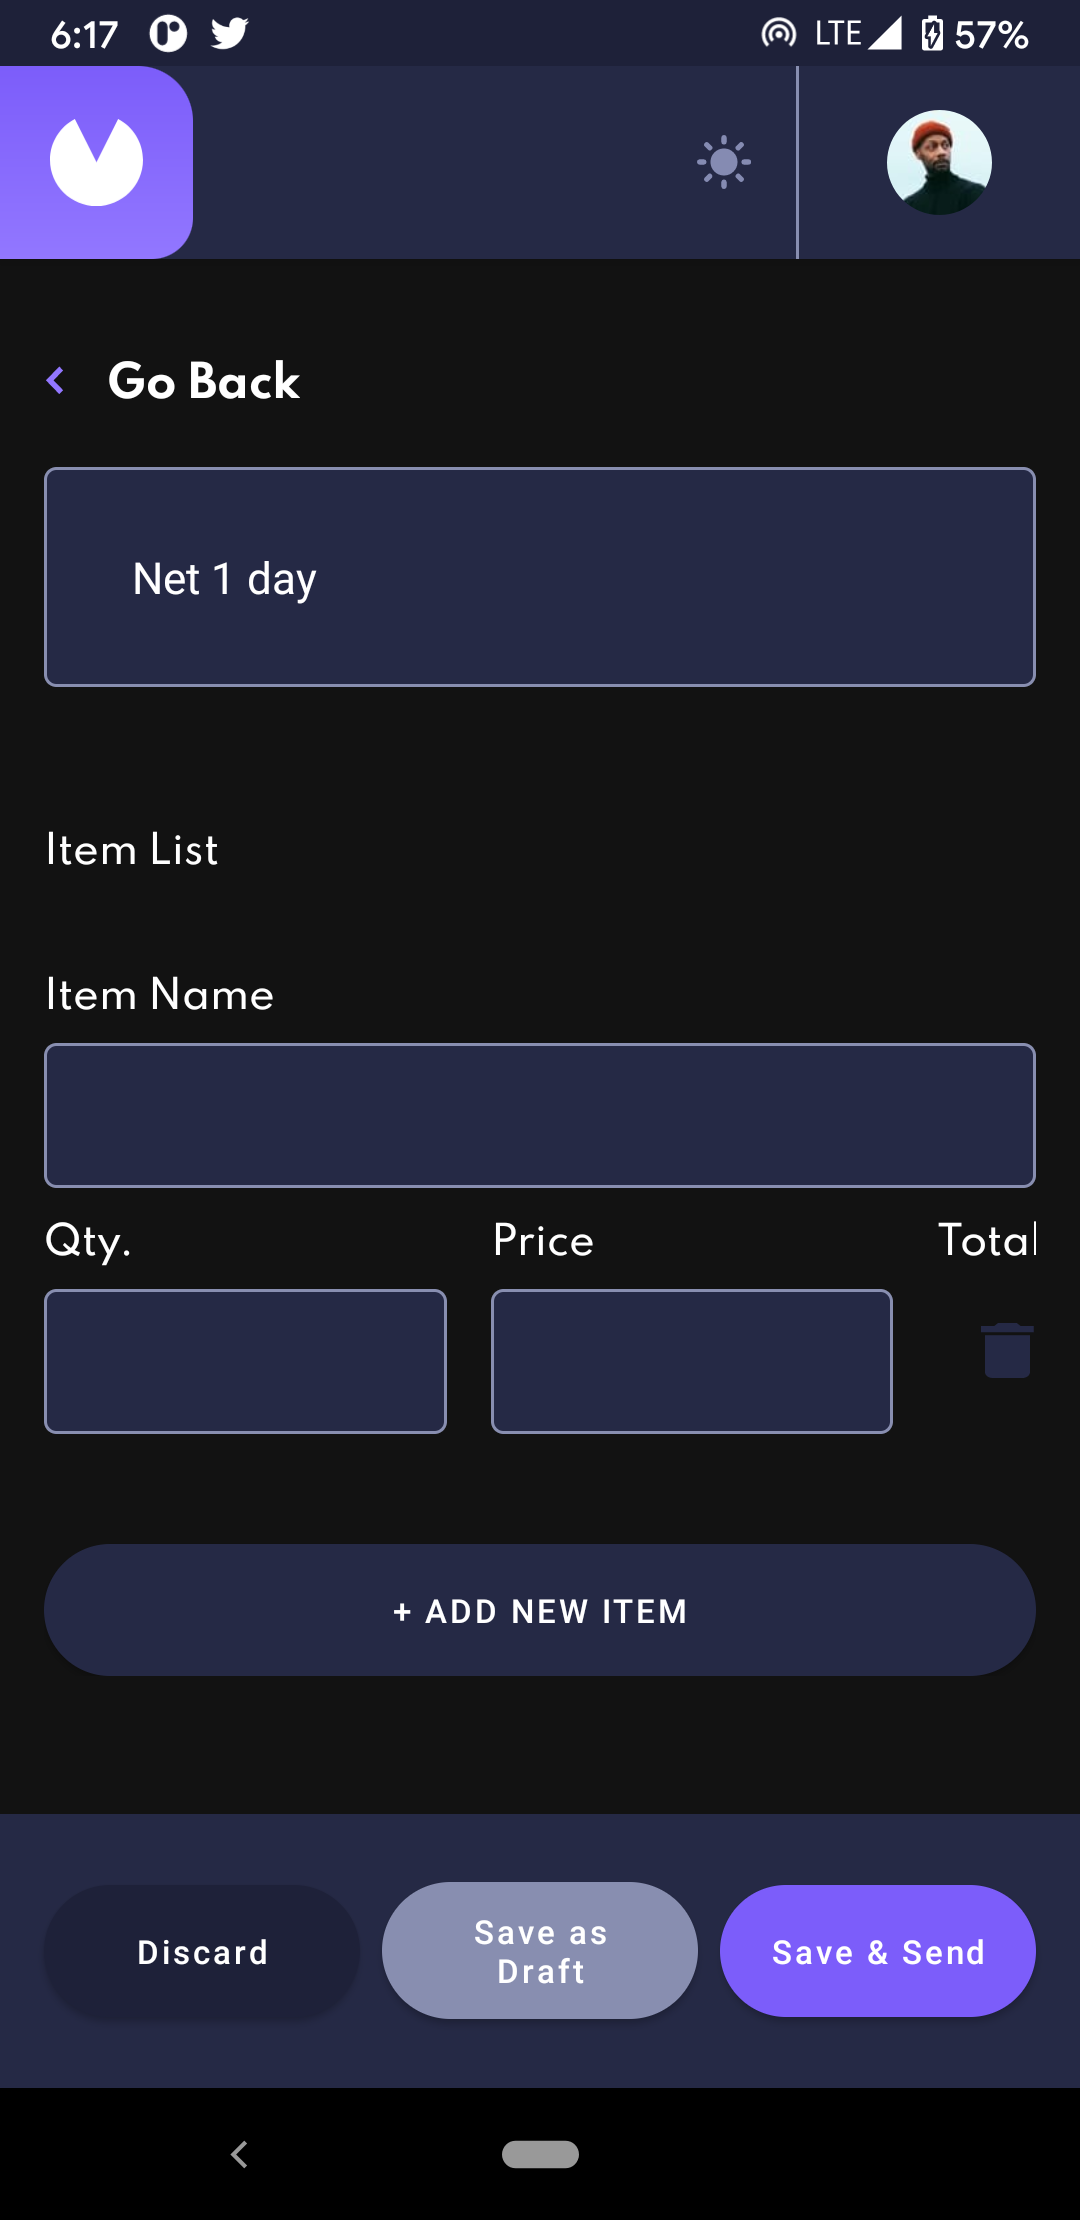 6:17 LTE 57%
Go Back
Net 1 day
Item List
Item Name
Qty. Price Total
+ ADD NEW ITEM
Discard Save as Draft Save & Send